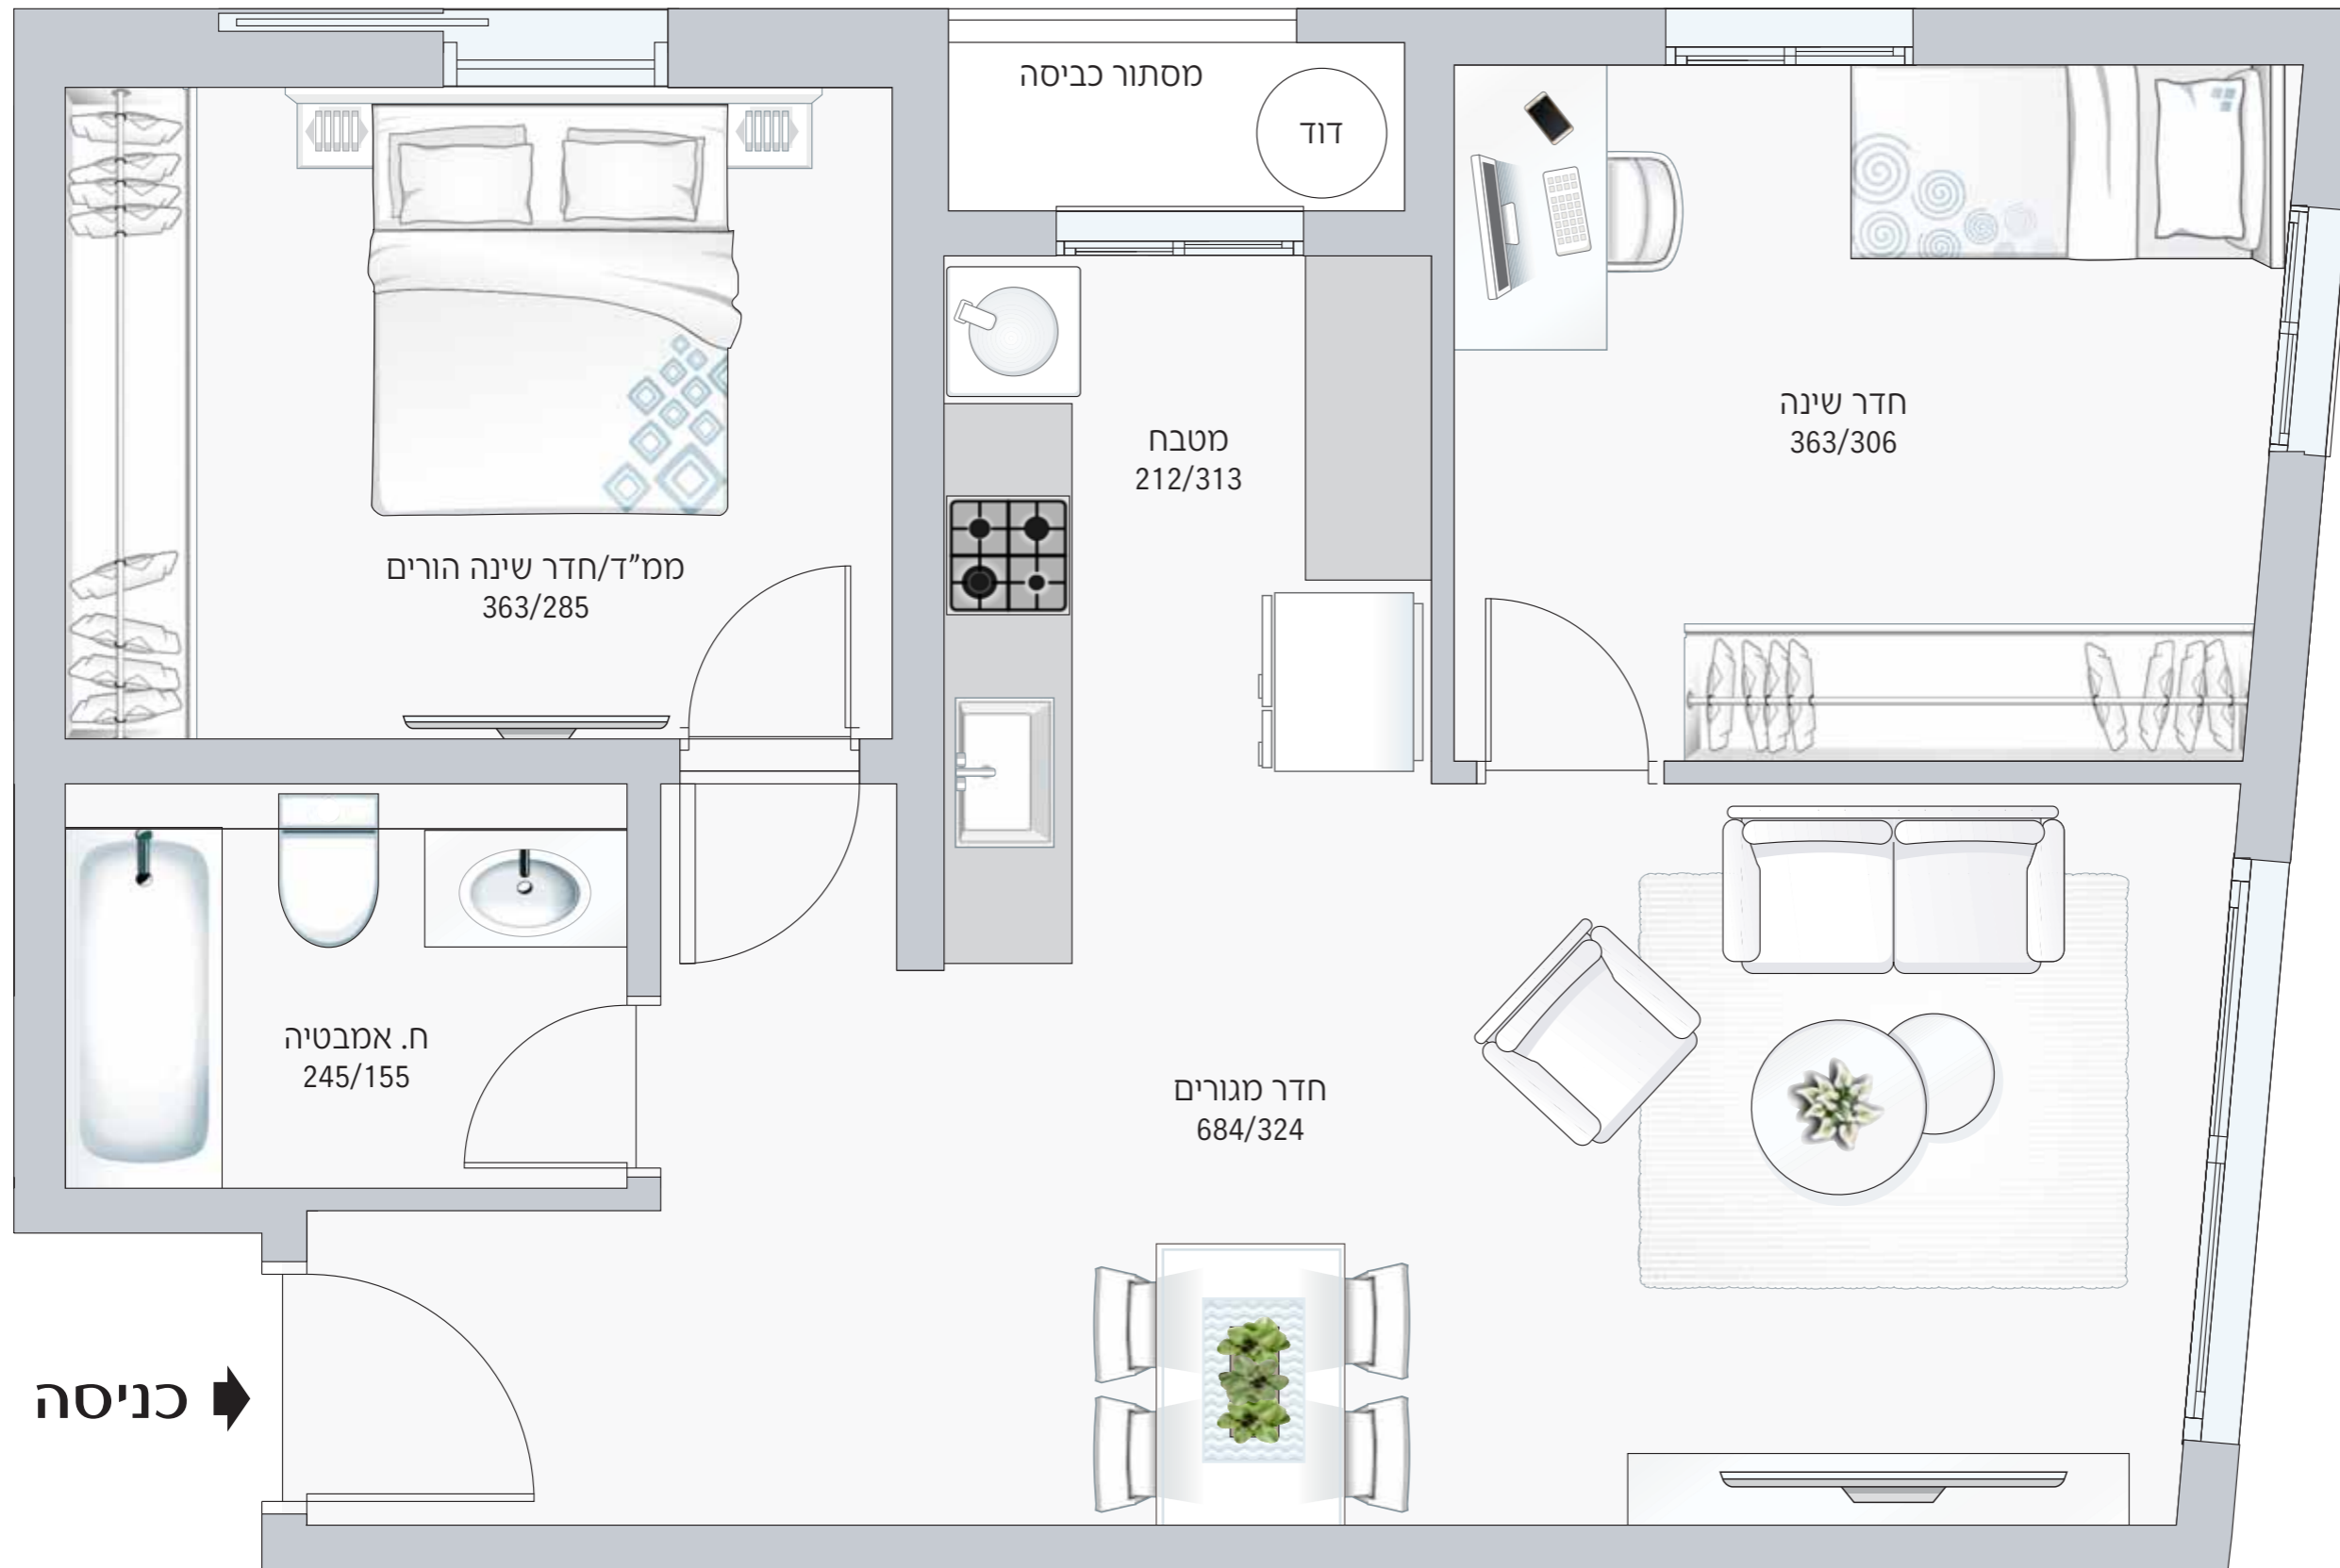 מסתור כביסה
דוד
חדר שינה
363/306
מטבח
212/313
ממ"ד/חדר שינה הורים
363/285
ח. אמבטיה
245/155
חדר מגורים
684/324
כניסה